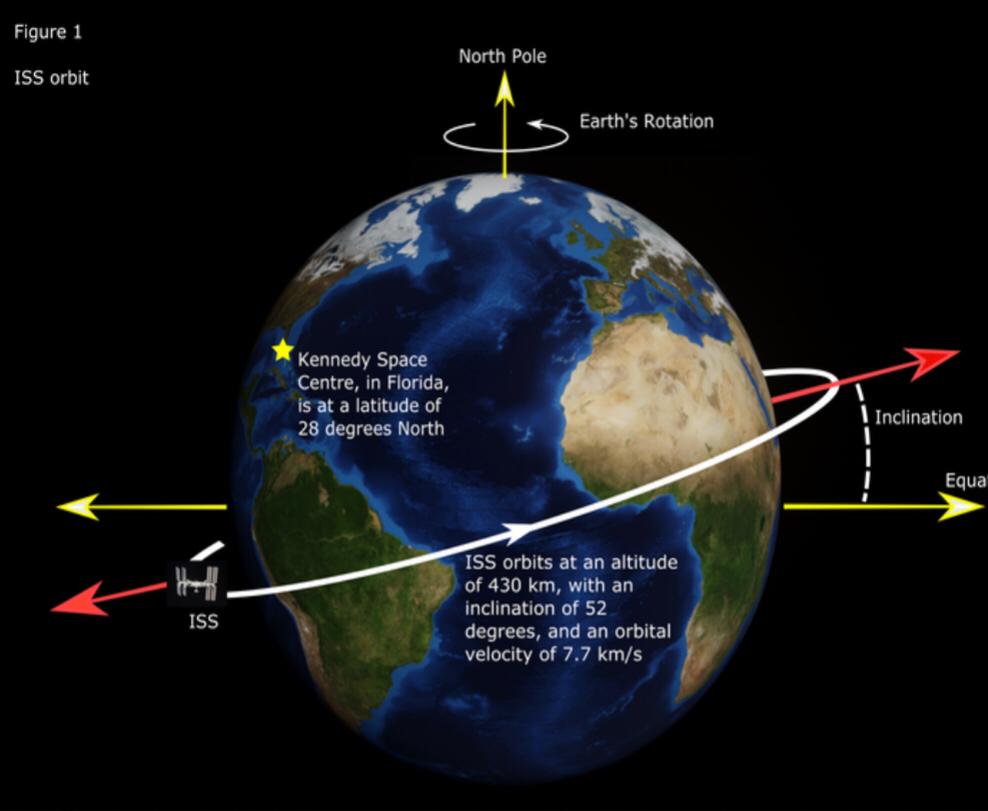 Figure 1
ISS orbit
North Pole
Earth's Rotation
Kennedy Space
Centre, in Florida,
is at a latitude of
28 degrees North
Inclination
Equa
ISS orbits at an altitude
of 430 km, with an
inclination of 52
degrees, and an orbital
velocity of 7.7 km/s
ISS